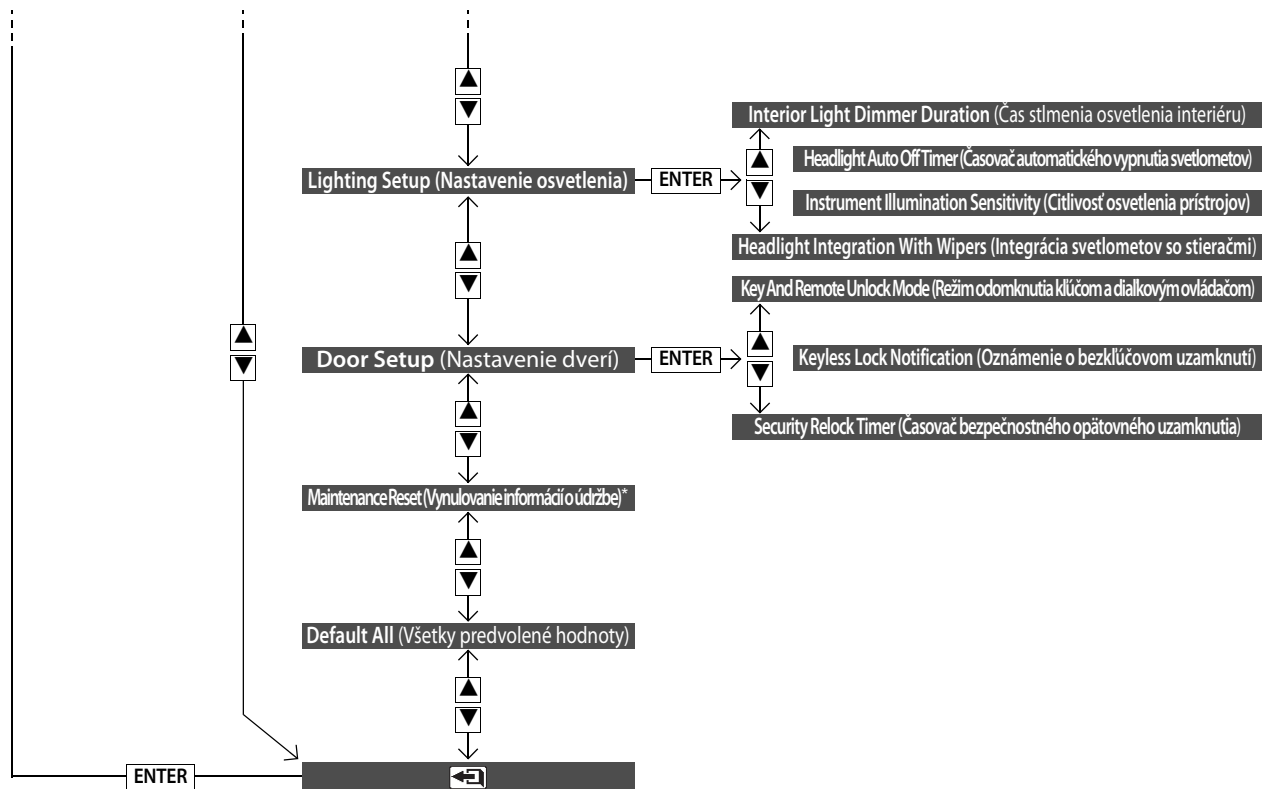 Interior Light Dimmer Duration (Čas stlmenia osvetlenia interiéru)
Headlight Auto Off Timer (Časovač automatického vypnutia svetlometov)
Lighting Setup (Nastavenie osvetlenia)
ENTER
Instrument Illumination Sensitivity (Citlivosť osvetlenia prístrojov)
Headlight Integration With Wipers (Integrácia svetlometov so stieračmi)
Key And Remote Unlock Mode (Režim odomknutia kľúčom a dialkovým ovládačom)
Door Setup (Nastavenie dverí)
ENTER
Keyless Lock Notification (Oznámenie o bezkľúčovom uzamknutí)
Security Relock Timer (Časovač bezpečnostného opätovného uzamknutia)
Maintenance Reset (Vynulovanie informácií o údržbe)*
Default All (Všetky predvolené hodnoty)
ENTER